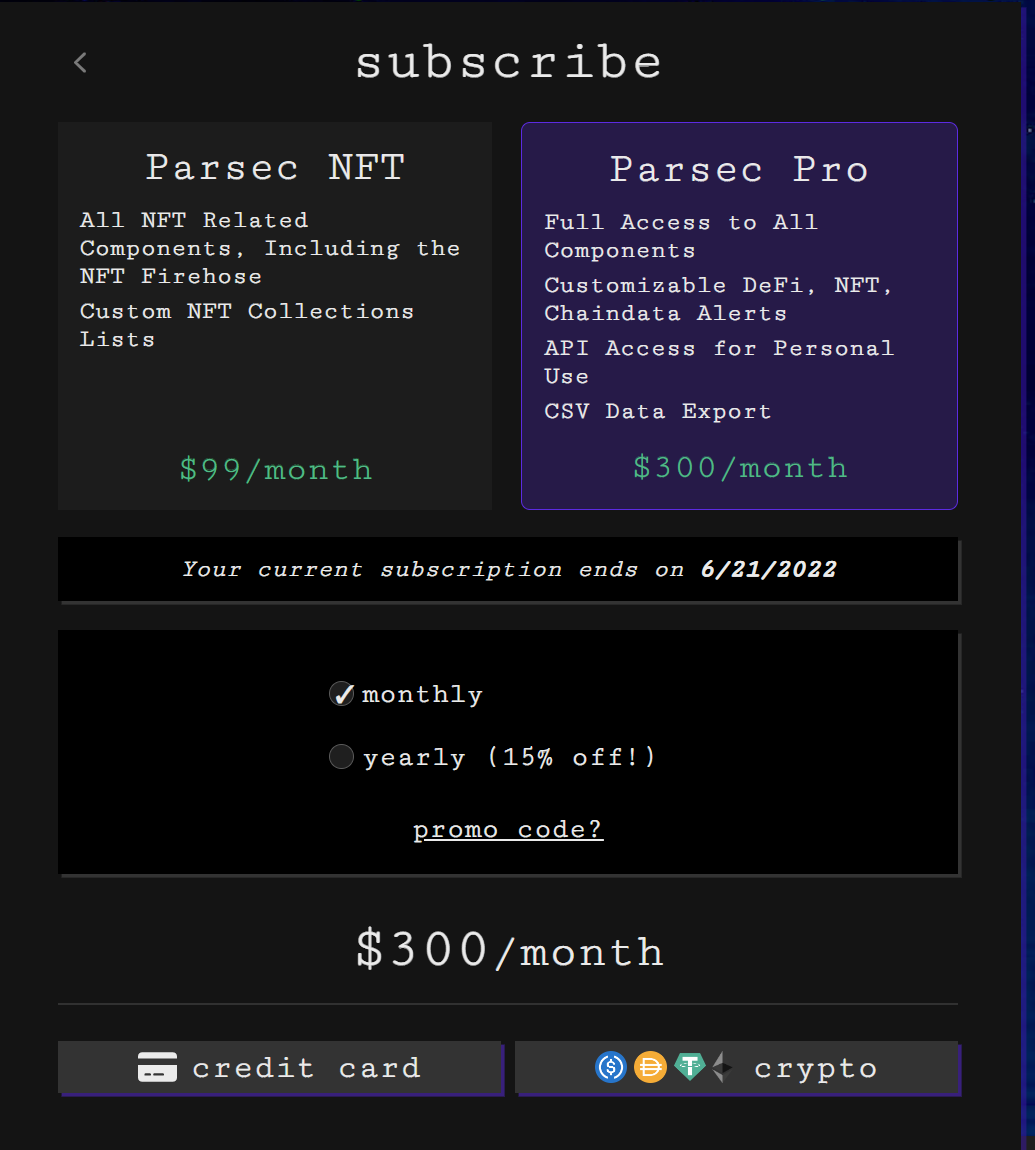 subscribe
Parsec NFT
All NFT Related
Components, Including the
NFT Firehose
Custom NFT Collections
Lists
$99/month
Parsec Pro
Full Access to All
Components
Customizable DeFi, NFT,
Chaindata Alerts
API Access for Personal
Use
CSV Data Export
$300/month
Your current subscription ends on 6/21/2022
monthly
yearly (15% off!)
promo code?
$300/month
credit card
crypto